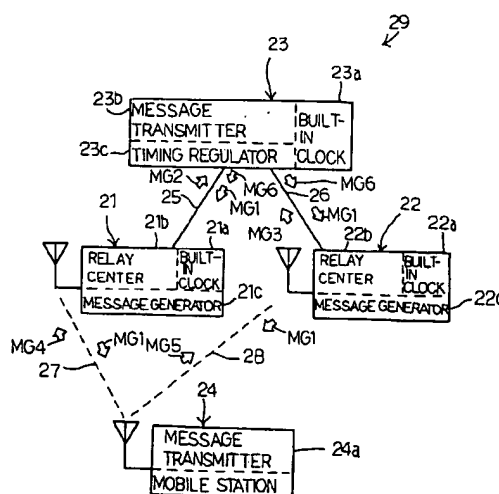 29
23
23a
23b
MESSAGE TRANSMITTER
BUILT-IN CLOCK
23c
TIMING REGULATOR
MG2
MG6
MG6
25
MG1
26
MG1
21
21b
21a
MG3
22b
22
22a
RELAY CENTER
BUILT-IN CLOCK
RELAY CENTER
BUILT-IN CLOCK
MESSAGE GENERATOR
21c
MESSAGE GENERATOR
22c
MG4
MG1
MG5
MG1
27
28
24
MESSAGE TRANSMITTER
24a
MOBILE STATION